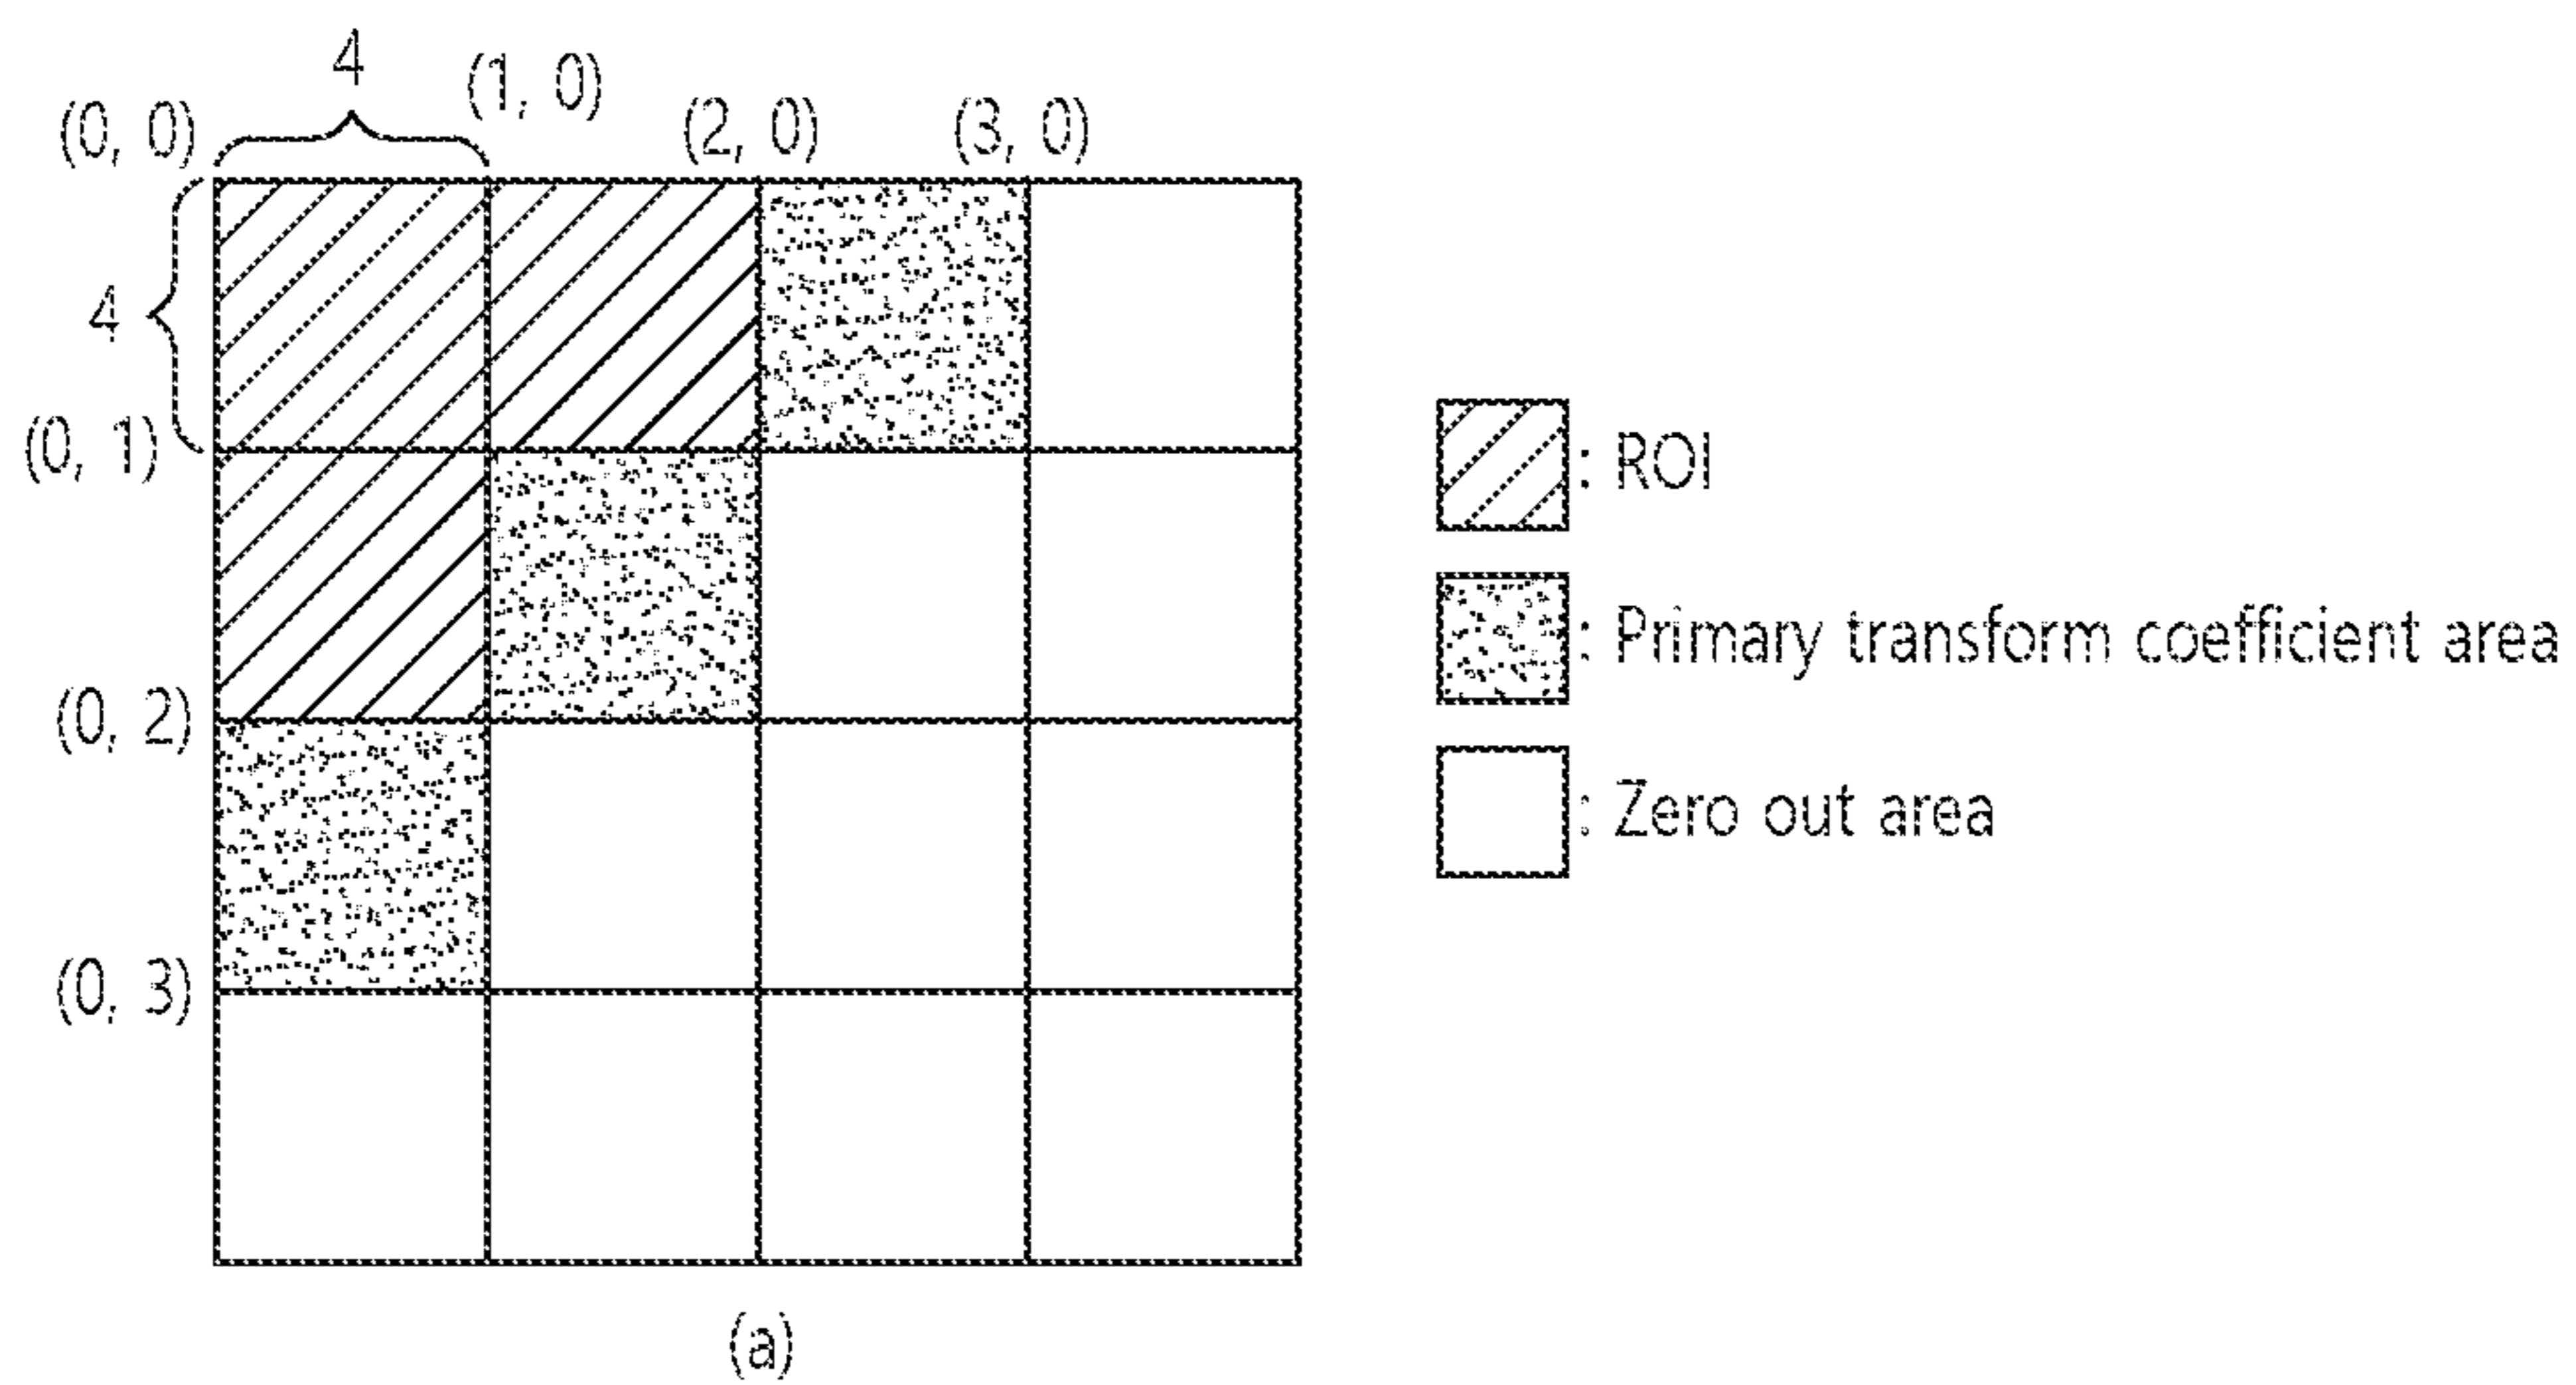 4
(1, 0)
(0, 0)
(2, 0)
(3, 0)
4
(0, 1)
: ROI
: Primary transform coefficient area
(0, 2)
: Zero out area
(0, 3)
(a)